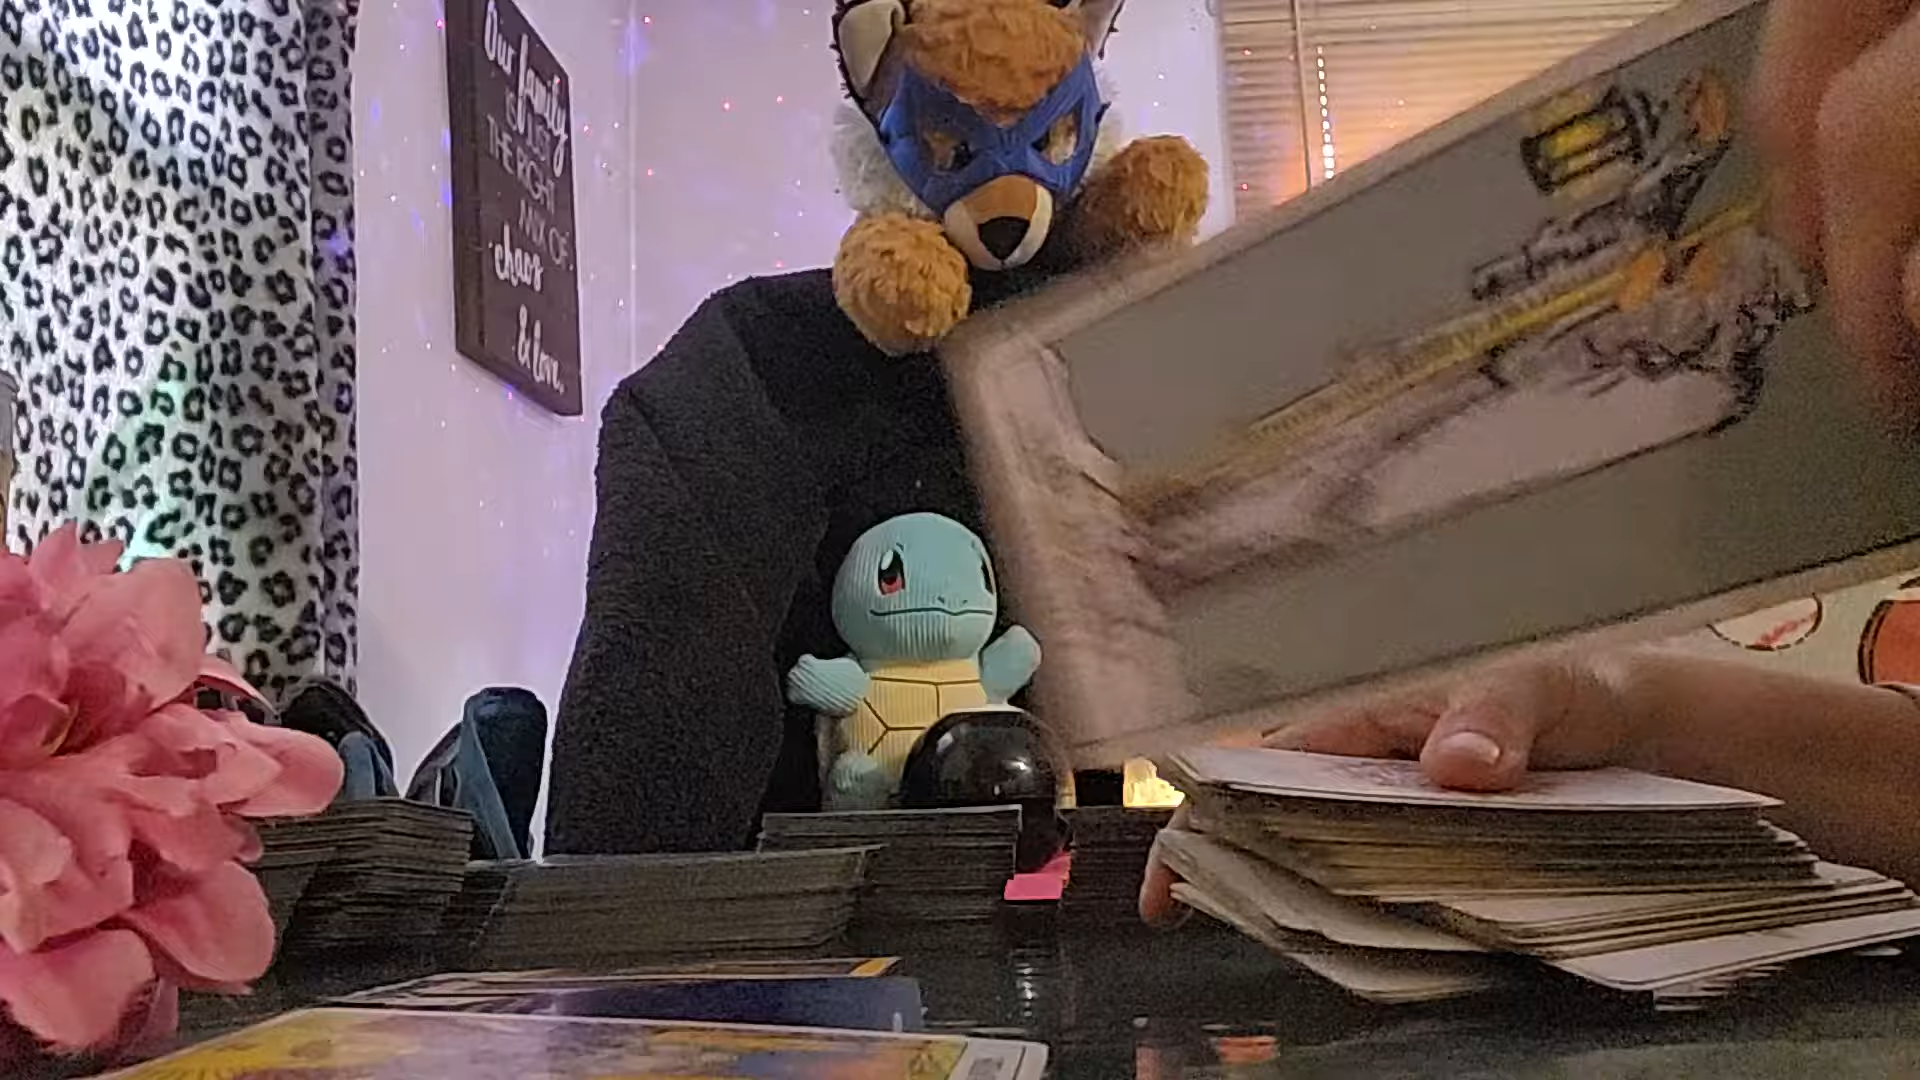 Our family
IS JUST
THE RIGHT
MIX OF
chaos
& love.